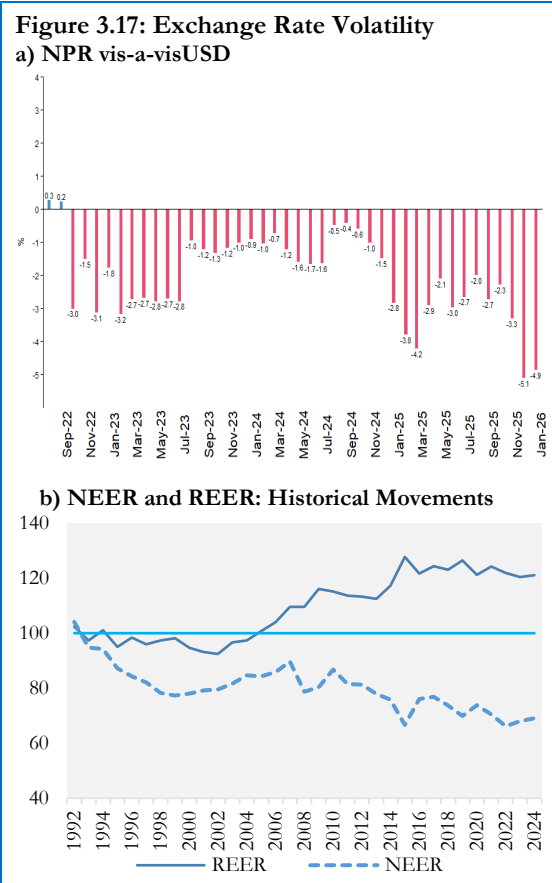 Figure 3.17: Exchange Rate Volatility
a) NPR vis-a-visUSD
4
3
2
1
0
-1
-2
-3
-4
-5
%
0.3 0.2 -3.0 -1.5 -3.1 -1.8 -3.2 -2.7 -2.7 -2.8 -2.7 -2.8 -1.0 -1.2 -1.3 -1.2 -1.0 -0.9 -1.0 -0.7 -1.2 -1.6 -1.7 -1.6 -0.5 -0.4 -0.6 -1.0 -1.5 -2.8 -3.8 -4.2 -2.9 -2.1 -3.0 -2.7 -2.0 -2.7 -2.3 -3.3 -5.1 -4.9
Sep-22 Nov-22 Jan-23 Mar-23 May-23 Jul-23 Sep-23 Nov-23 Jan-24 Mar-24 May-24 Jul-24 Sep-24 Nov-24 Jan-25 Mar-25 May-25 Jul-25 Sep-25 Nov-25 Jan-26
b) NEER and REER: Historical Movements
140
120
100
80
60
40
1992 1994 1996 1998 2000 2002 2004 2006 2008 2010 2012 2014 2016 2018 2020 2022 2024
REER NEER